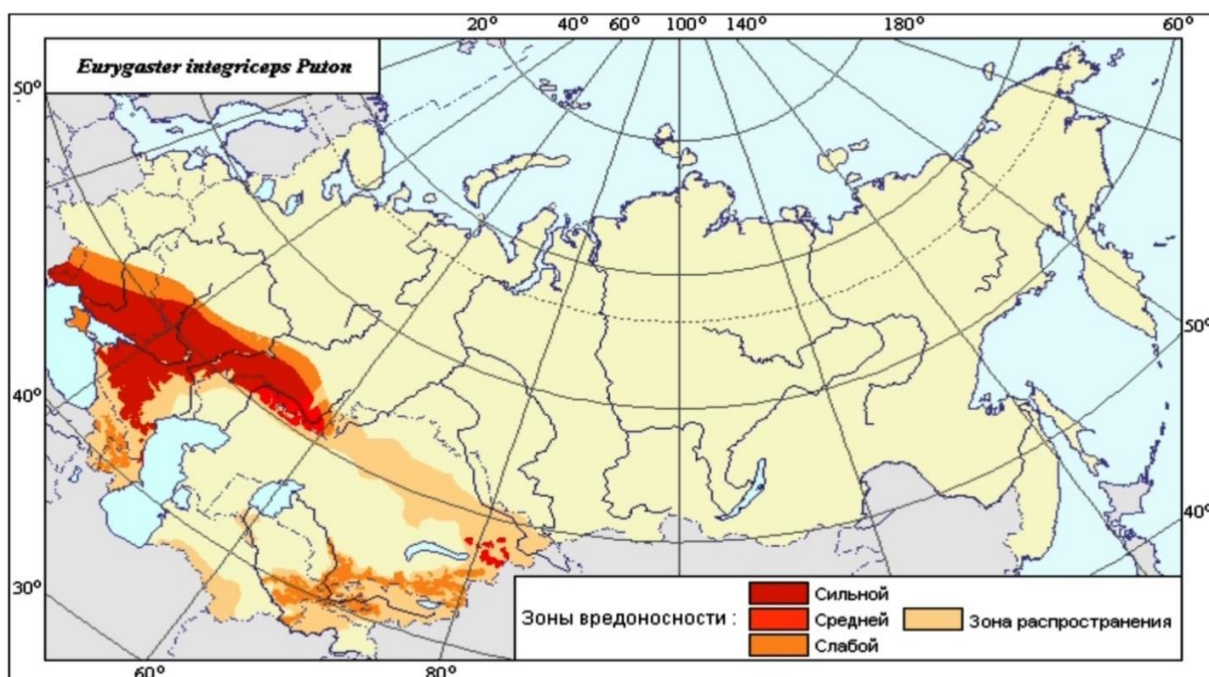 20° 40° 60° 100° 140° 180° 60°
Eurygaster integriceps Puton
50°
50°
40°
40°
30°
Зоны вредоносности :
Сильной
Средней
Слабой
Зона распространения
60° 80°